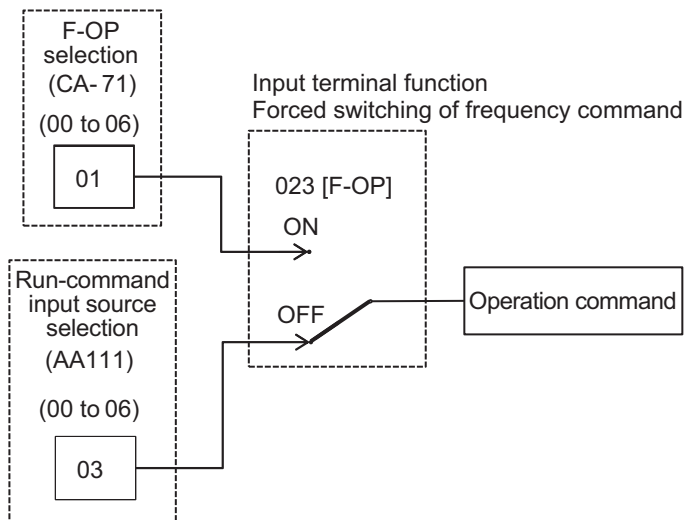 F-OP
selection
(CA- 71)
(00 to 06)
01
Input terminal function
Forced switching of frequency command
023 [F-OP]
ON
OFF
Operation command
Run-command
input source
selection
(AA111)
(00 to 06)
03